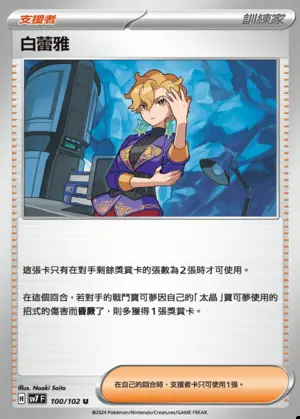 支援者 訓練家
白蕾雅
這張卡只有在對手剩餘獎賞卡的張數為2張時才可使用。
在這個回合,若對手的戰鬥寶可夢因自己的「太晶」寶可夢使用的
招式的傷害而昏厥了,則多獲得1張獎賞卡。
Illus. Naoki Saito
H sv7 F 100/102 U
在自己的回合時,支援者卡只可使用1張。
©2024 Pokémon/Nintendo/Creatures/GAME FREAK.